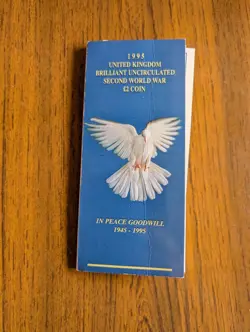 1995
UNITED KINGDOM
BRILLIANT UNCIRCULATED
SECOND WORLD WAR
£2 COIN
IN PEACE GOODWILL
1945 - 1995